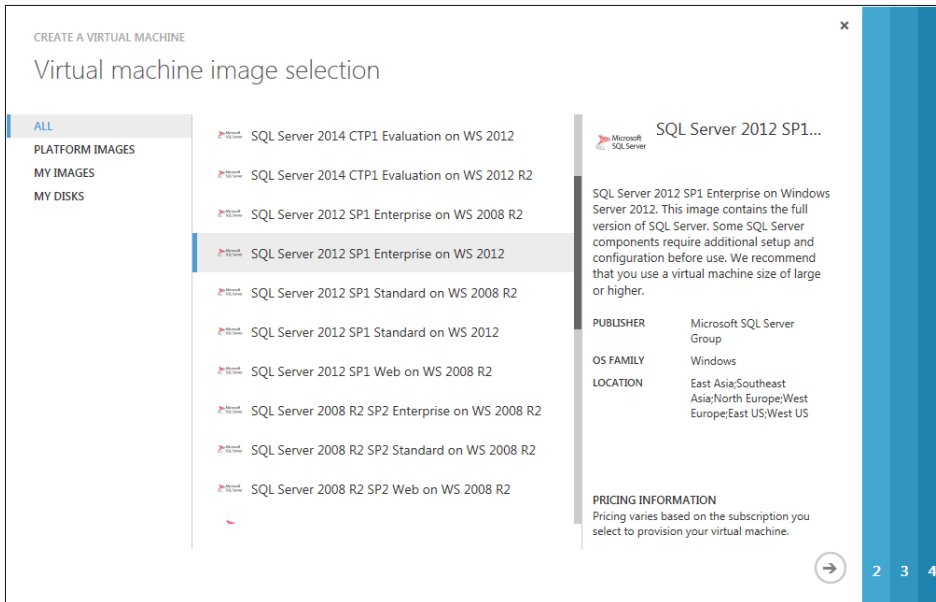 CREATE A VIRTUAL MACHINE
Virtual machine image selection
ALL
PLATFORM IMAGES
MY IMAGES
MY DISKS
SQL Server 2014 CTP1 Evaluation on WS 2012
SQL Server 2014 CTP1 Evaluation on WS 2012 R2
SQL Server 2012 SP1 Enterprise on WS 2008 R2
SQL Server 2012 SP1 Enterprise on WS 2012
SQL Server 2012 SP1 Standard on WS 2008 R2
SQL Server 2012 SP1 Standard on WS 2012
SQL Server 2012 SP1 Web on WS 2008 R2
SQL Server 2008 R2 SP2 Enterprise on WS 2008 R2
SQL Server 2008 R2 SP2 Standard on WS 2008 R2
SQL Server 2008 R2 SP2 Web on WS 2008 R2
Microsoft
SQL Server
SQL Server 2012 SP1...
SQL Server 2012 SP1 Enterprise on Windows
Server 2012. This image contains the full
version of SQL Server. Some SQL Server
components require additional setup and
configuration before use. We recommend
that you use a virtual machine size of large
or higher.
PUBLISHER Microsoft SQL Server
Group
OS FAMILY Windows
LOCATION East Asia;Southeast
Asia;North Europe;West
Europe;East US;West US
PRICING INFORMATION
Pricing varies based on the subscription you
select to provision your virtual machine.
2 3 4